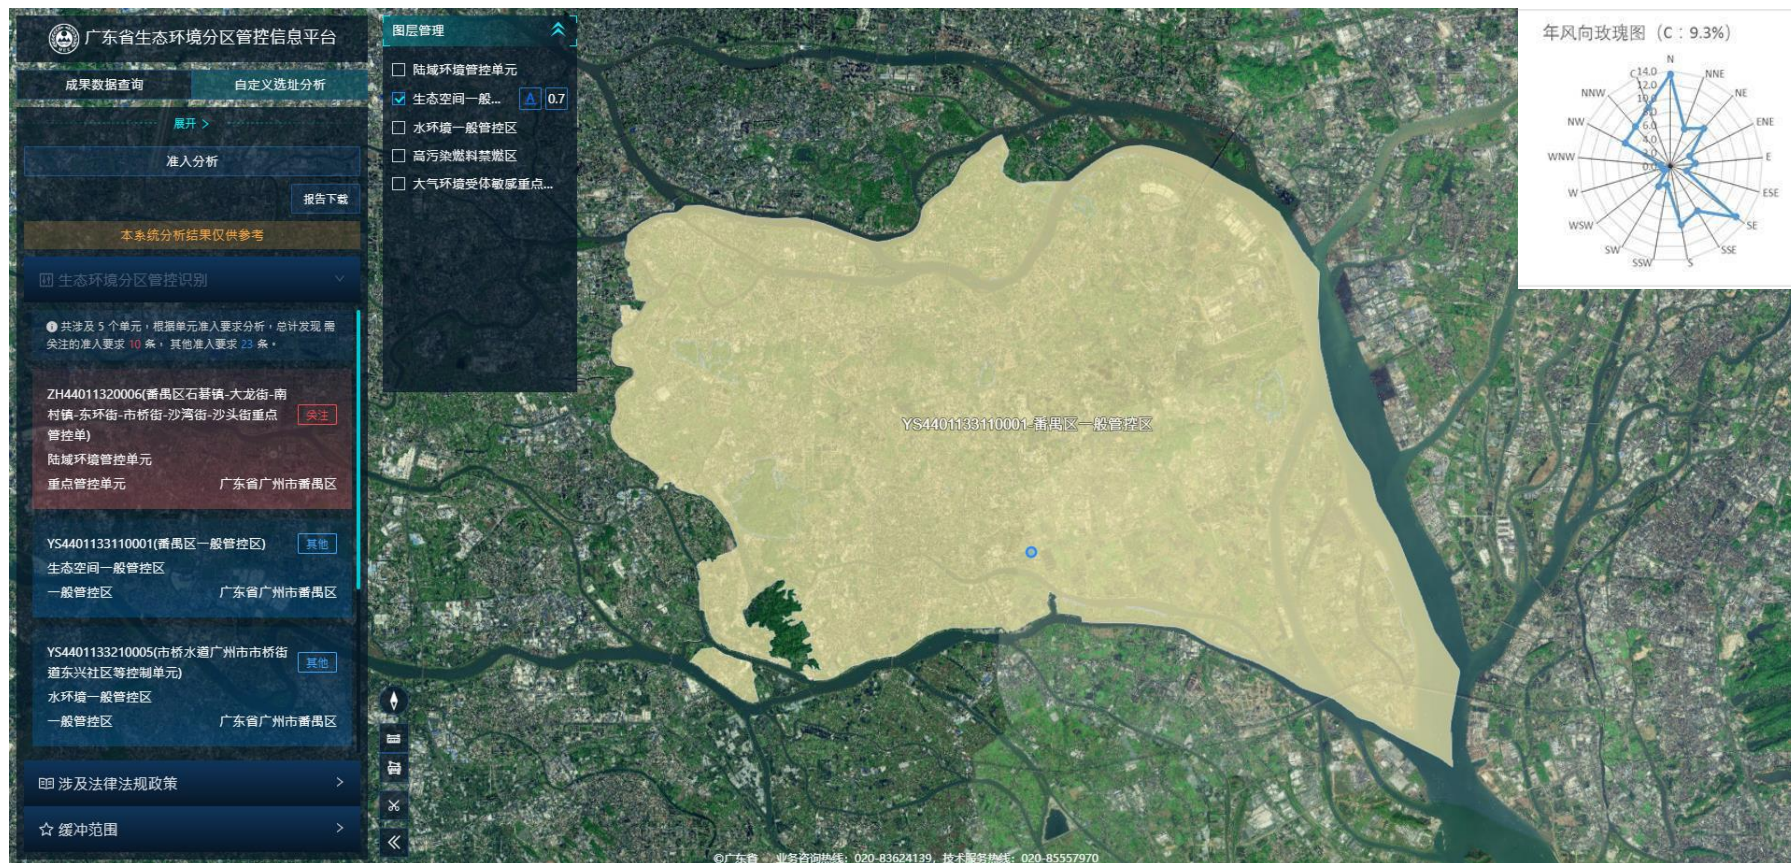 广东省生态环境分区管控信息平台
成果数据查询
自定义选址分析
展开 >
准入分析
报告下载
本系统分析结果仅供参考
生态环境分区管控识别
共涉及 5 个单元，根据单元准入要求分析，总计发现 需
关注的准入要求 10 条， 其他准入要求 23 条。
ZH44011320006(番禺区石碁镇-大龙街-南
村镇-东环街-市桥街-沙湾街-沙头街重点
管控单)
关注
陆域环境管控单元
重点管控单元 广东省广州市番禺区
YS4401133110001(番禺区一般管控区)
其他
生态空间一般管控区
一般管控区 广东省广州市番禺区
YS4401133210005(市桥水道广州市市桥街
道东兴社区等控制单元)
其他
水环境一般管控区
一般管控区 广东省广州市番禺区
涉及法律法规政策 >
缓冲范围 >
图层管理
陆域环境管控单元
生态空间一般... 0.7
水环境一般管控区
高污染燃料禁燃区
大气环境受体敏感重点...
YS4401133110001-番禺区一般管控区
©广东省 业务咨询热线：020-83624139，技术服务热线：020-85557970
年风向玫瑰图（C：9.3%）
N
NNE
NE
ENE
E
ESE
SE
SSE
S
SSW
SW
WSW
W
WNW
NW
NNW
C
14.0
12.0
10.0
6.0
4.0
2.0
0.0